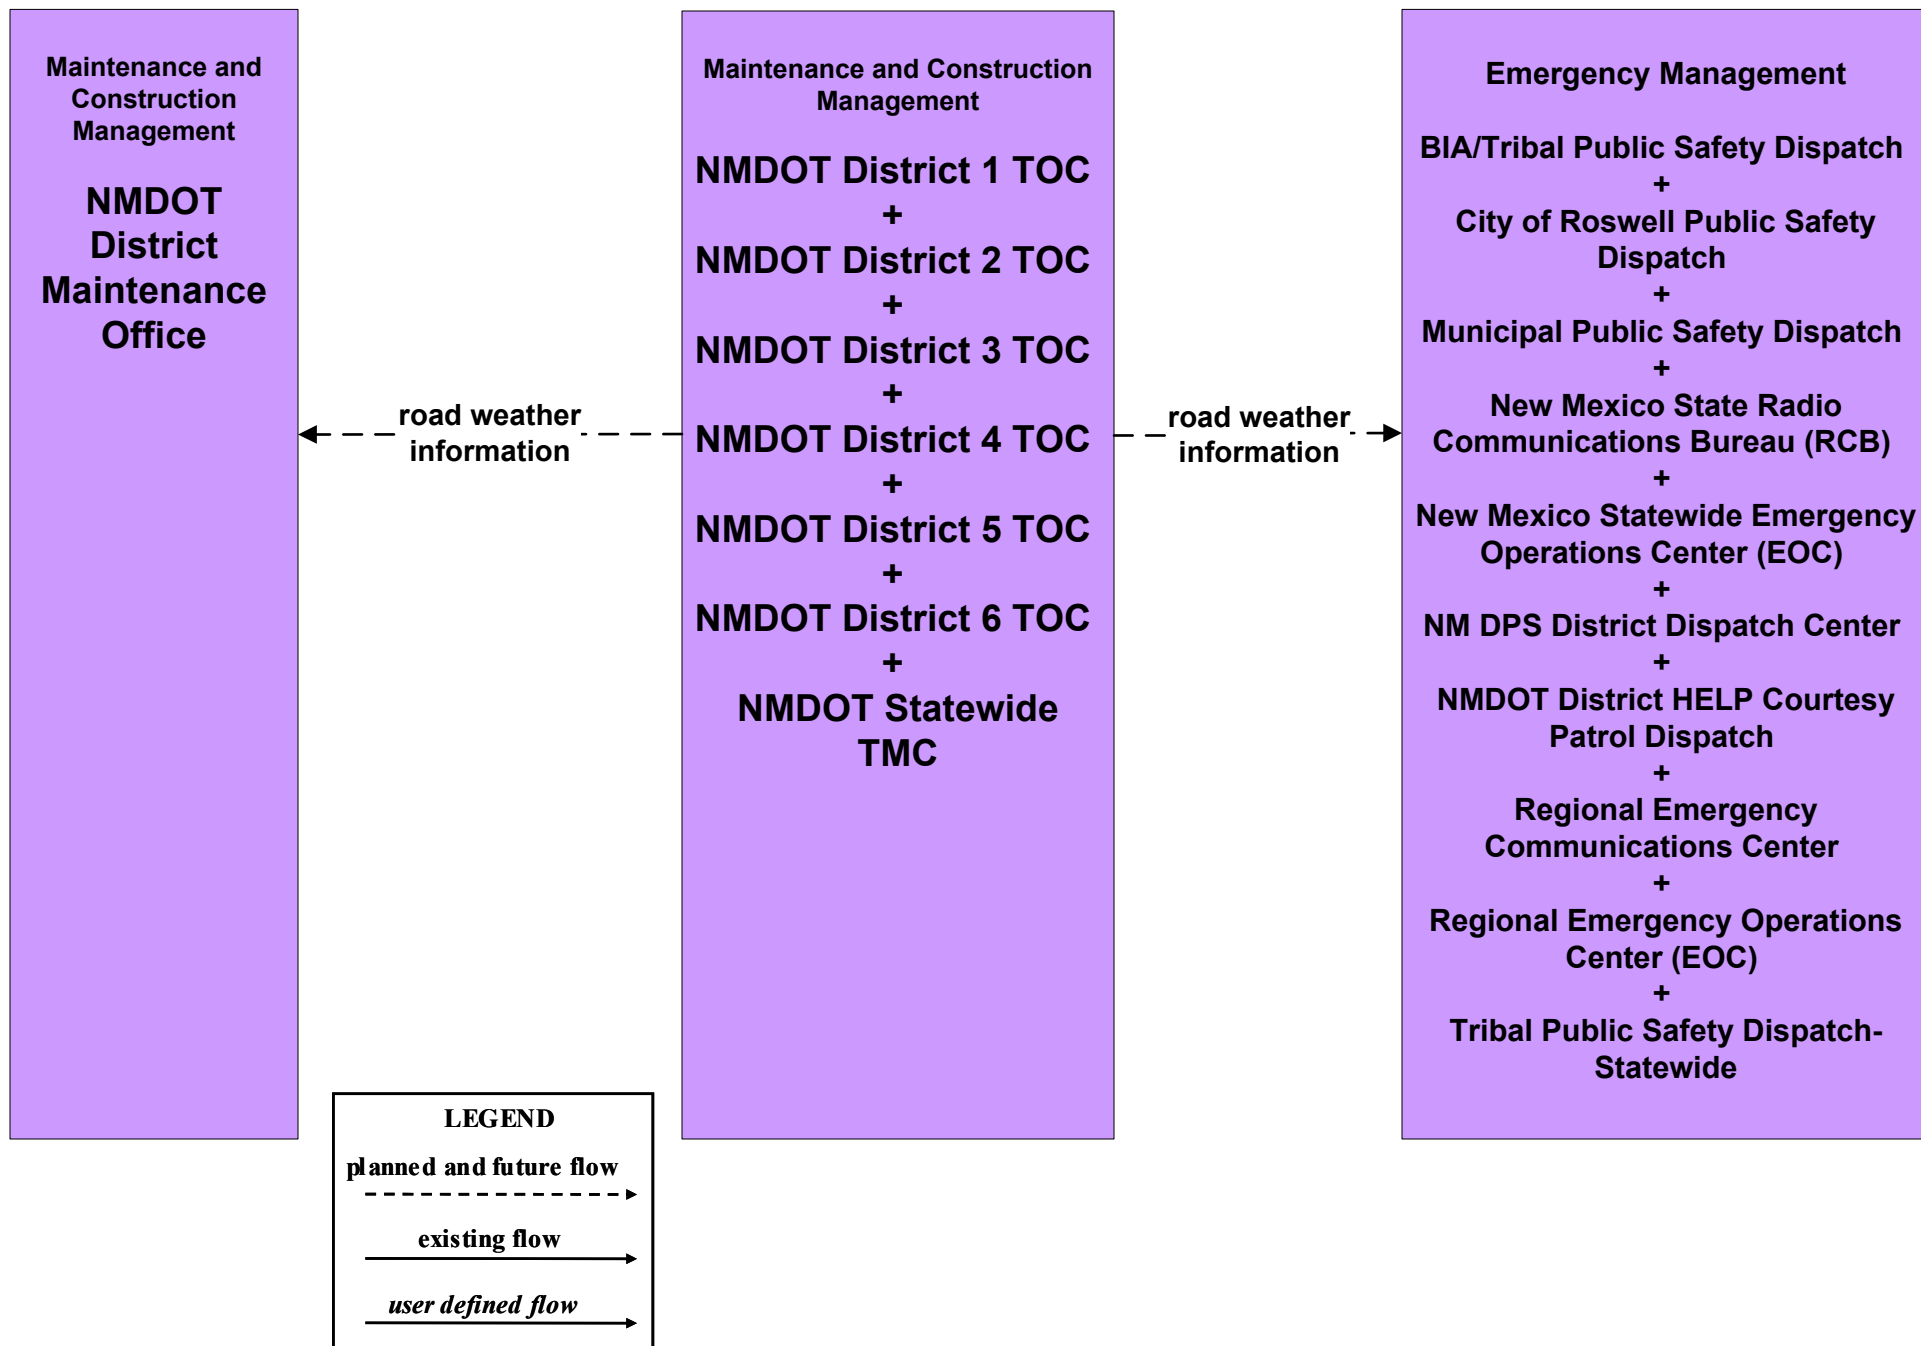 Maintenance and
Construction
Management
NMDOT
District
Maintenance
Office
road weather
information
Maintenance and Construction
Management
NMDOT District 1 TOC
+
NMDOT District 2 TOC
+
NMDOT District 3 TOC
+
NMDOT District 4 TOC
+
NMDOT District 5 TOC
+
NMDOT District 6 TOC
+
NMDOT Statewide
TMC
road weather
information
Emergency Management
BIA/Tribal Public Safety Dispatch
+
City of Roswell Public Safety
Dispatch
+
Municipal Public Safety Dispatch
+
New Mexico State Radio
Communications Bureau (RCB)
+
New Mexico Statewide Emergency
Operations Center (EOC)
+
NM DPS District Dispatch Center
+
NMDOT District HELP Courtesy
Patrol Dispatch
+
Regional Emergency
Communications Center
+
Regional Emergency Operations
Center (EOC)
+
Tribal Public Safety Dispatch-
Statewide
LEGEND
planned and future flow
existing flow
user defined flow